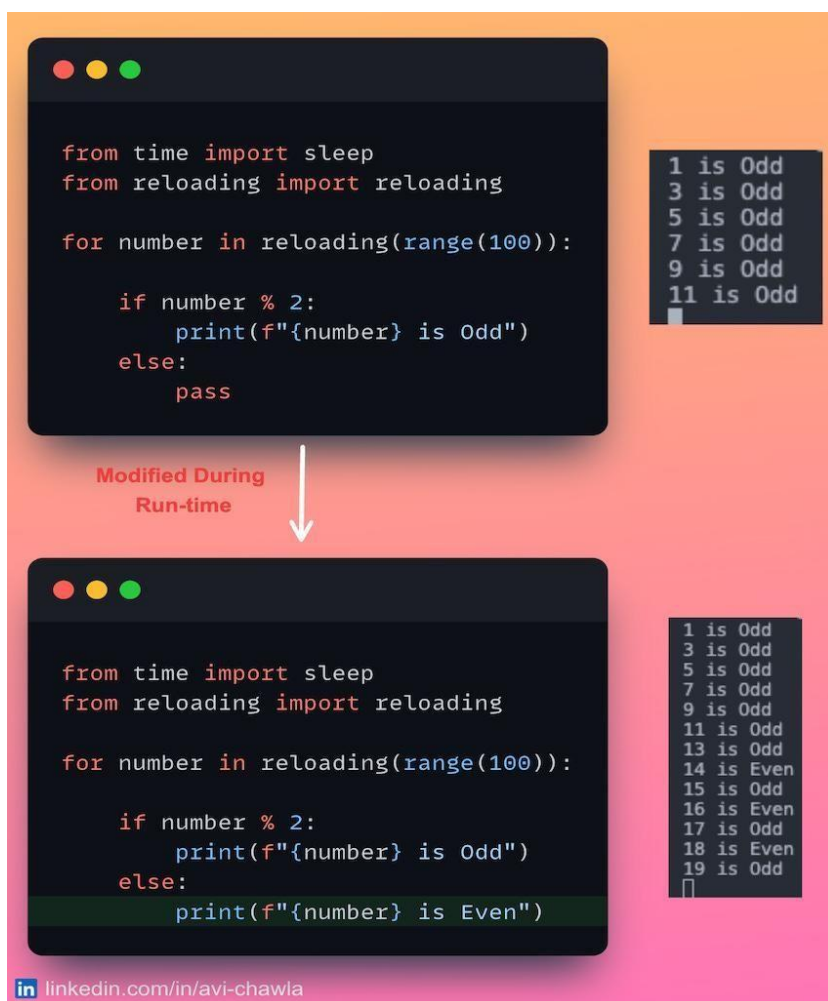 from time import sleep
from reloading import reloading
for number in reloading(range(100)):
    if number % 2:
        print(f"{number} is Odd")
    else:
        pass
1 is Odd
3 is Odd
5 is Odd
7 is Odd
9 is Odd
11 is Odd
Modified During
Run-time
from time import sleep
from reloading import reloading
for number in reloading(range(100)):
    if number % 2:
        print(f"{number} is Odd")
    else:
        print(f"{number} is Even")
1 is Odd
3 is Odd
5 is Odd
7 is Odd
9 is Odd
11 is Odd
13 is Odd
14 is Even
15 is Odd
16 is Even
17 is Odd
18 is Even
19 is Odd
in linkedin.com/in/avi-chawla